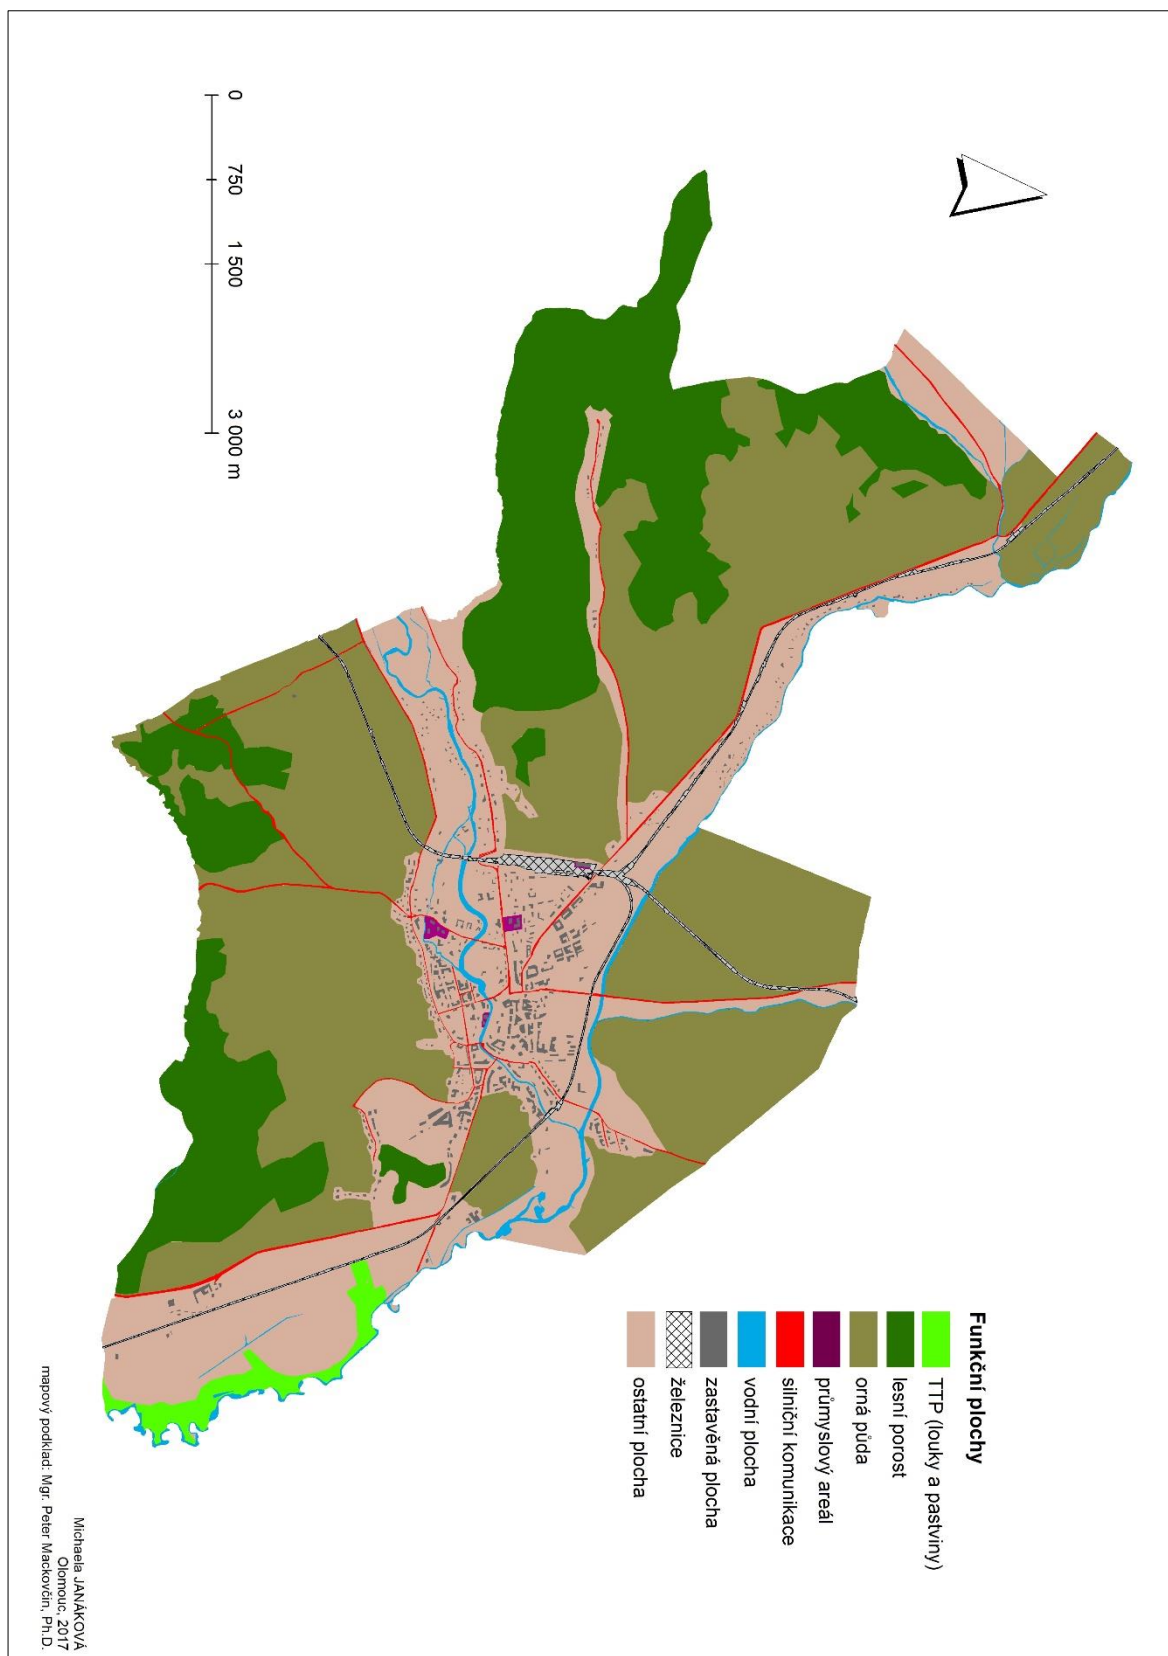 0
750
1 500
3 000 m
Funkční plochy
TTP (louky a pastviny)
lesní porost
orná půda
průmyslový areál
silniční komunikace
vodní plocha
zastavěná plocha
železnice
ostatní plocha
Michaela JANÁKOVÁ
Olomouc, 2017
mapový podklad: Mgr. Peter Mackovčin, Ph.D.